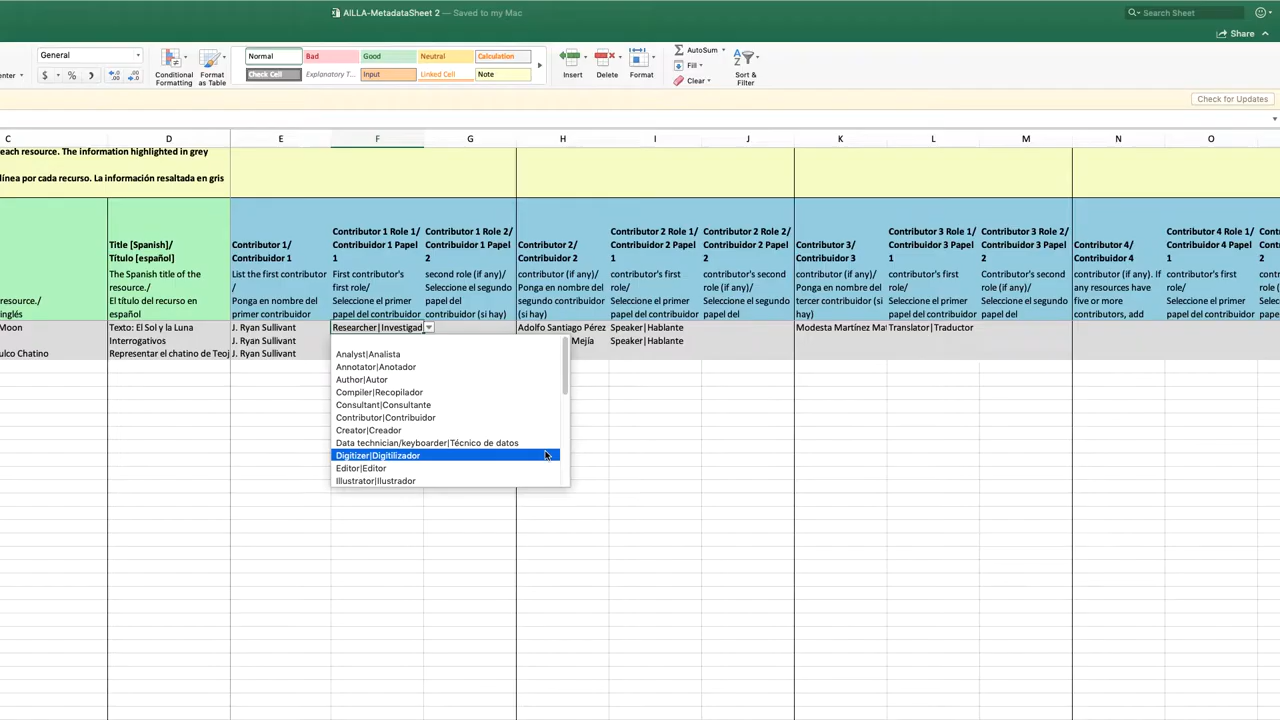 AILLA-MetadataSheet 2 — Saved to my Mac
Search Sheet
Share
General
Normal Bad Good Neutral Calculation
AutoSum
enter $ % Conditional Formatting Format as Table
Check Cell Explanatory T... Input Linked Cell Note
Insert Delete Format
Fill
Clear
Sort & Filter
Check for Updates
C D E F G H I J K L M N O
each resource. The information highlighted in grey
línea por cada recurso. La información resaltada en gris
Title [Spanish]/
Título [español]
The Spanish title of the
resource./
El título del recurso en
español
resource./
inglés
Contributor 1/
Contribuidor 1
List the first contributor
/
Ponga en nombre del
primer contribuidor
Contributor 1 Role 1/
Contribuidor 1 Papel
1
First contributor's
first role/
Seleccione el primer
papel del contribuidor
Contributor 1 Role 2/
Contribuidor 1 Papel
2
second role (if any)/
Seleccione el segundo
papel del
contribuidor (si hay)
Contributor 2/
Contribuidor 2
contributor (if any)/
Ponga en nombre del
segundo contribuidor
(si hay)
Contributor 2 Role 1/
Contribuidor 2 Papel
1
contributor's first
role/
Seleccione el primer
papel del contribuidor
Contributor 2 Role 2/
Contribuidor 2 Papel
2
contributor's second
role (if any)/
Seleccione el segundo
papel del
Contributor 3/
Contribuidor 3
contributor (if any)/
Ponga en nombre del
tercer contribuidor (si
hay)
Contributor 3 Role 1/
Contribuidor 3 Papel
1
contributor's first
role/
Seleccione el primer
papel del contribuidor
Contributor 3 Role 2/
Contribuidor 3 Papel
2
Contributor's second
role (if any)/
Seleccione el segundo
papel del
Contributor 4/
Contribuidor 4
contributor (if any). If
any resources have
five or more
contributors, add
Contributor 4 Role 1/
Contribuidor 4 Papel
1
contributor's first
role/
Seleccione el primer
papel del contribuidor
Moon Texto: El Sol y la Luna J. Ryan Sullivant Researcher|Investigad Adolfo Santiago Pérez Speaker|Hablante Modesta Martínez Ma Translator|Traductor
Interrogativos J. Ryan Sullivant Mejía Speaker|Hablante
ulco Chatino Representar el chatino de Teoj J. Ryan Sullivant
Analyst|Analista
Annotator|Anotador
Author|Autor
Compiler|Recopilador
Consultant|Consultante
Contributor|Contribuidor
Creator|Creador
Data technician/keyboarder|Técnico de datos
Digitizer|Digitilizador
Editor|Editor
Illustrator|Ilustrador